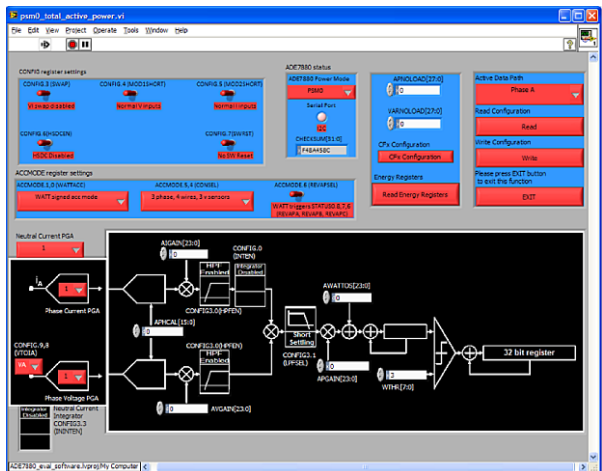 psm0_total_active_power.vi
File Edit View Project Operate Tools Window Help
CONFIG register settings
CONFIG.3 (SWAP)
VI swap disabled
CONFIG.4 (MOD1SHORT)
Normal V inputs
CONFIG.5 (MOD2SHORT)
Normal I inputs
CONFIG.6(HSDCEN)
HSDC Disabled
CONFIG.7(SWRST)
No SW Reset
ADE7880 status
ADE7880 Power Mode
PSM0
Serial Port
I2C
CHECKSUM[31:0]
APNOLOAD[27:0]
0
VARNOLOAD[27:0]
0
CFx Configuration
CFx Configuration
Energy Registers
Read Energy Registers
Active Data Path
Phase A
Read Configuration
Read
Write Configuration
Write
Please press EXIT button
to exit this function
EXIT
ACCMODE register settings
ACCMODE.1,0 (WATTACC)
WATT signed acc mode
ACCMODE.5,4 (CONSEL)
3 phase, 4 wires, 3 v sensors
ACCMODE.6 (REVAPSEL)
WATT triggers STATUS0.8,7,6
(REVAPA, REVAPB, REVAPC)
Neutral Current PGA
1
iA
1
Phase Current PGA
CONFIG.9,8
(VTOIA)
VA
1
Phase Voltage PGA
Integrator
Disabled
Neutral Current
Integrator
CONFIG3.3
(ININTEN)
AIGAIN[23:0]
0
HPF
Enabled
CONFIG3.0(HPFEN)
CONFIG.0
(INTEN)
Integrator
Disabled
APHCAL[15:0]
0
CONFIG3.0(HPFEN)
HPF
Enabled
AVGAIN[23:0]
0
Short
Settling
CONFIG3.1
(LPFSEL)
AWATTOS[23:0]
0
APGAIN[23:0]
0
WTHR[7:0]
3
32 bit register
ADE7880_eval_software.lvproj/My Computer